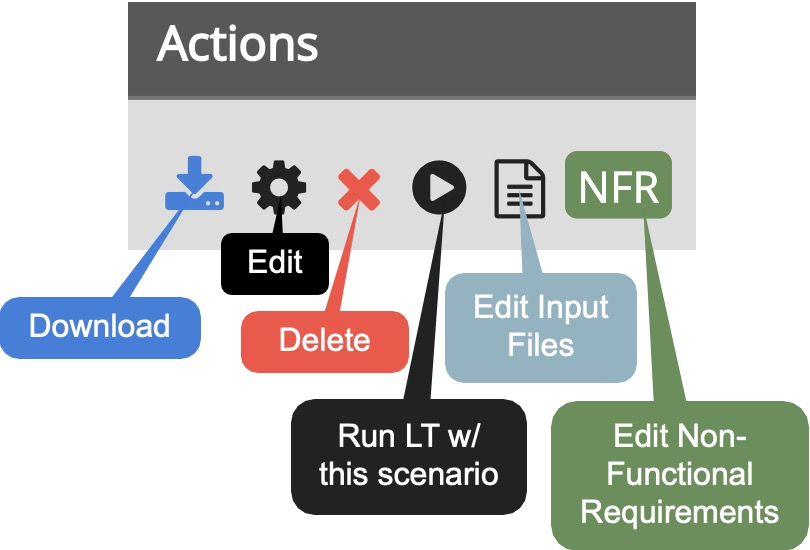 Actions
NFR
Edit
Download
Delete
Edit Input
Files
Run LT w/
this scenario
Edit Non-
Functional
Requirements